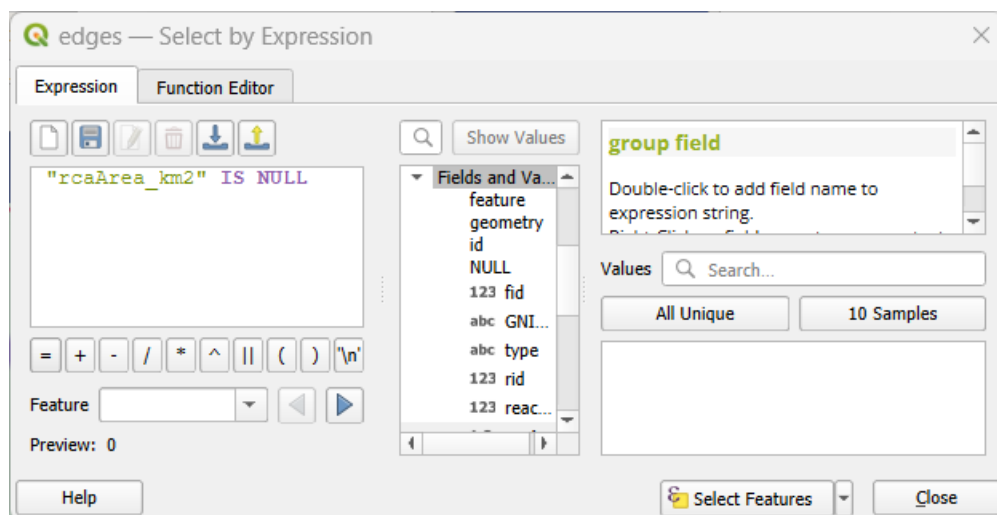 edges — Select by Expression
Expression
Function Editor
"rcaArea_km2" IS NULL
= + - / * ^ || ( ) '\n'
Feature
Preview: 0
Show Values
Fields and Va...
feature
geometry
id
NULL
123 fid
abc GNI...
abc type
123 rid
123 reac...
group field
Double-click to add field name to
expression string.
Values
Search...
All Unique
10 Samples
Help
Select Features
Close